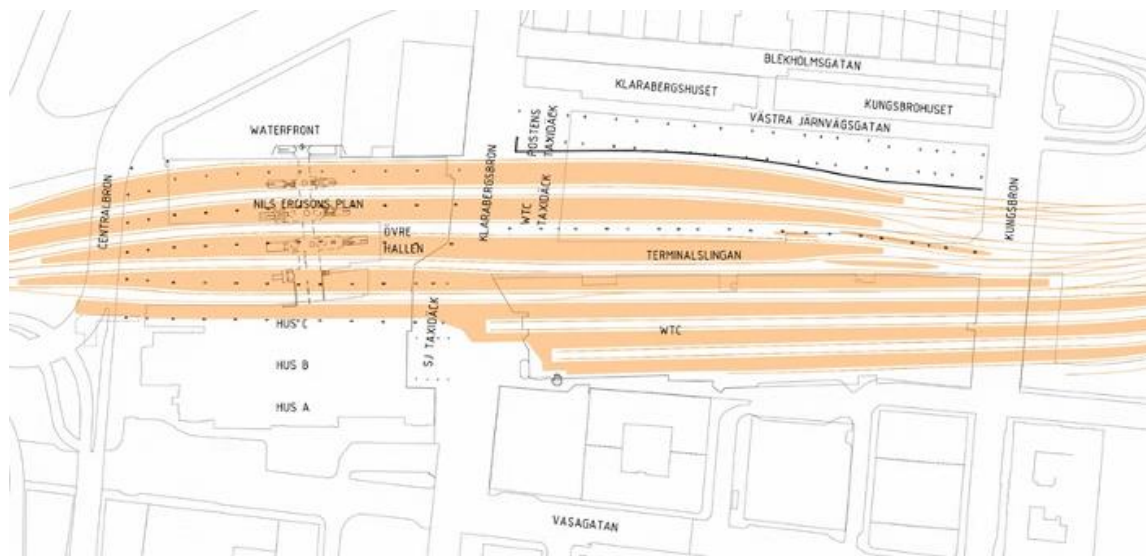 BLEKHOLMSGATAN
KLARABERGSHUSET
KUNGSBROHUSET
VÄSTRA JÄRNVÄGSGATAN
POSTENS
TAXIDÄCK
WATERFRONT
CENTRALBRON
NILS ERICSONS PLAN
KLARABERGSBRON
WTC
TAXIDÄCK
KUNGSBRON
ÖVRE
HALLEN
TERMINALSLINGAN
HUS C
SJ TAXIDÄCK
WTC
HUS B
HUS A
VASAGATAN